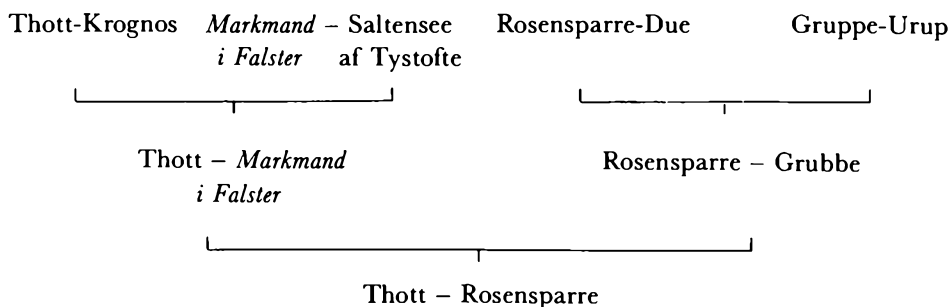 Thott-Krognos Markmand – Saltensee Rosensparre-Due Gruppe-Urup
i Falster af Tystofte
Thott – Markmand Rosensparre – Grubbe
i Falster
Thott – Rosensparre